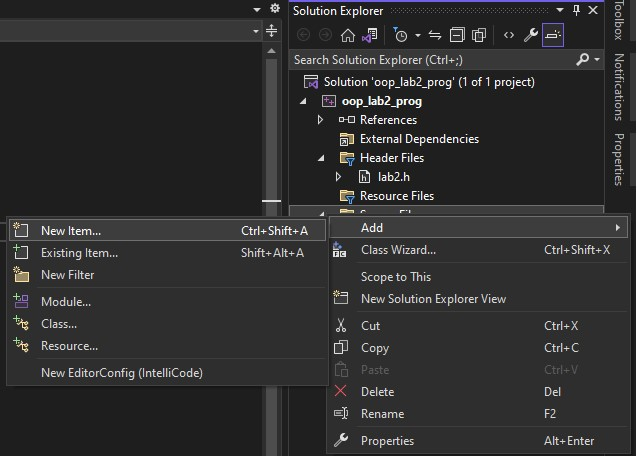 Solution Explorer
Search Solution Explorer (Ctrl+;)
Solution 'oop_lab2_prog' (1 of 1 project)
oop_lab2_prog
References
External Dependencies
Header Files
lab2.h
Resource Files
Add
Class Wizard... Ctrl+Shift+X
Scope to This
New Solution Explorer View
Cut Ctrl+X
Copy Ctrl+C
Paste Ctrl+V
Delete Del
Rename F2
Properties Alt+Enter
New Item... Ctrl+Shift+A
Existing Item... Shift+Alt+A
New Filter
Module...
Class...
Resource...
New EditorConfig (IntelliCode)
Toolbox
Notifications
Properties